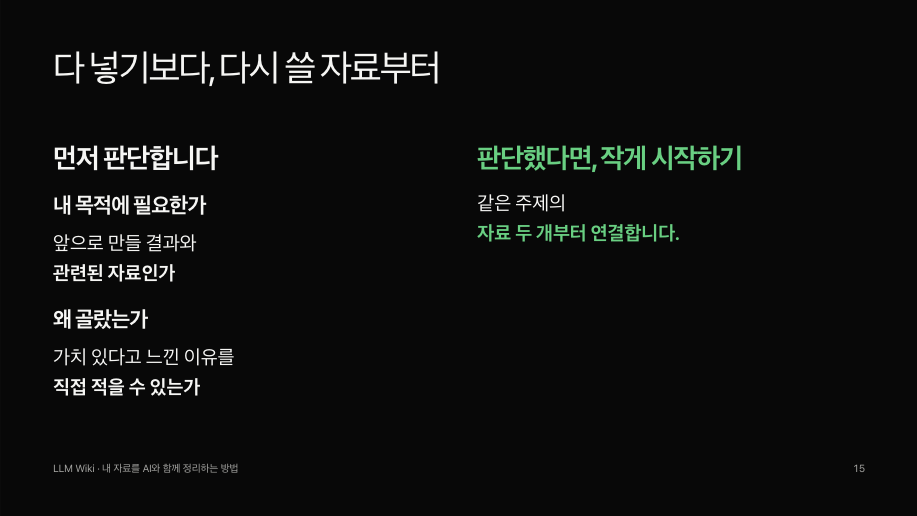 다 넣기보다, 다시 쓸 자료부터
먼저 판단합니다
내 목적에 필요한가
앞으로 만들 결과와
관련된 자료인가
왜 골랐는가
가치 있다고 느낀 이유를
직접 적을 수 있는가
판단했다면, 작게 시작하기
같은 주제의
자료 두 개부터 연결합니다.
LLM Wiki · 내 자료를 AI와 함께 정리하는 방법
15